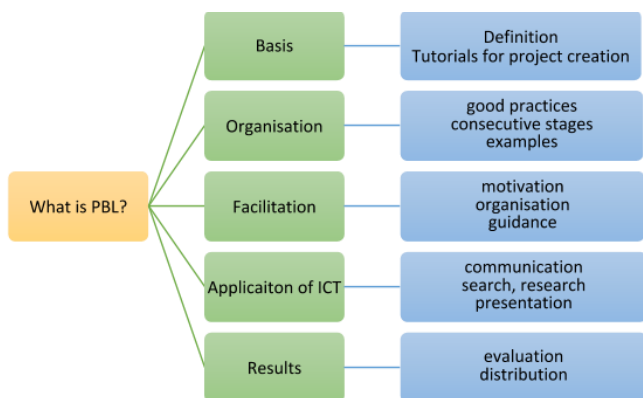 What is PBL?
Basis
Definition
Tutorials for project creation
Organisation
good practices
consecutive stages
examples
Facilitation
motivation
organisation
guidance
Applicaiton of ICT
communication
search, research
presentation
Results
evaluation
distribution